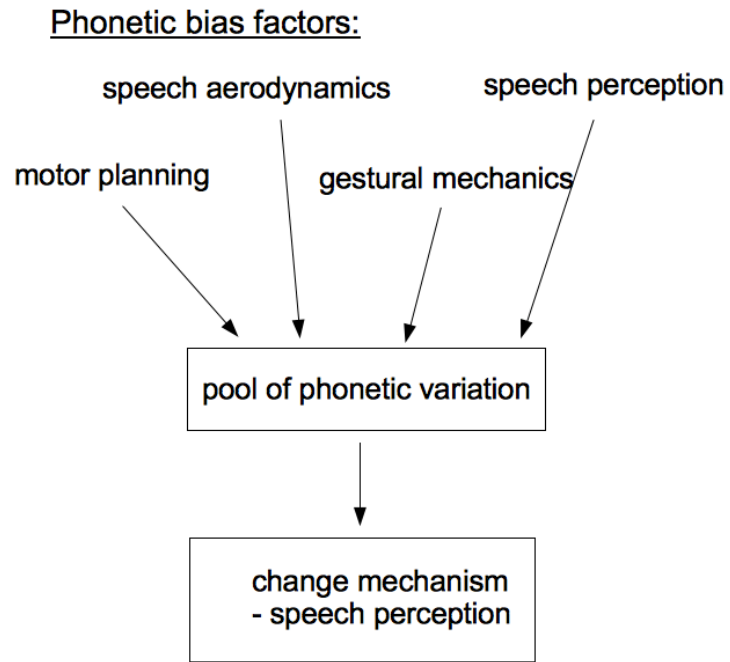 Phonetic bias factors:
speech aerodynamics
speech perception
motor planning
gestural mechanics
pool of phonetic variation
change mechanism
- speech perception